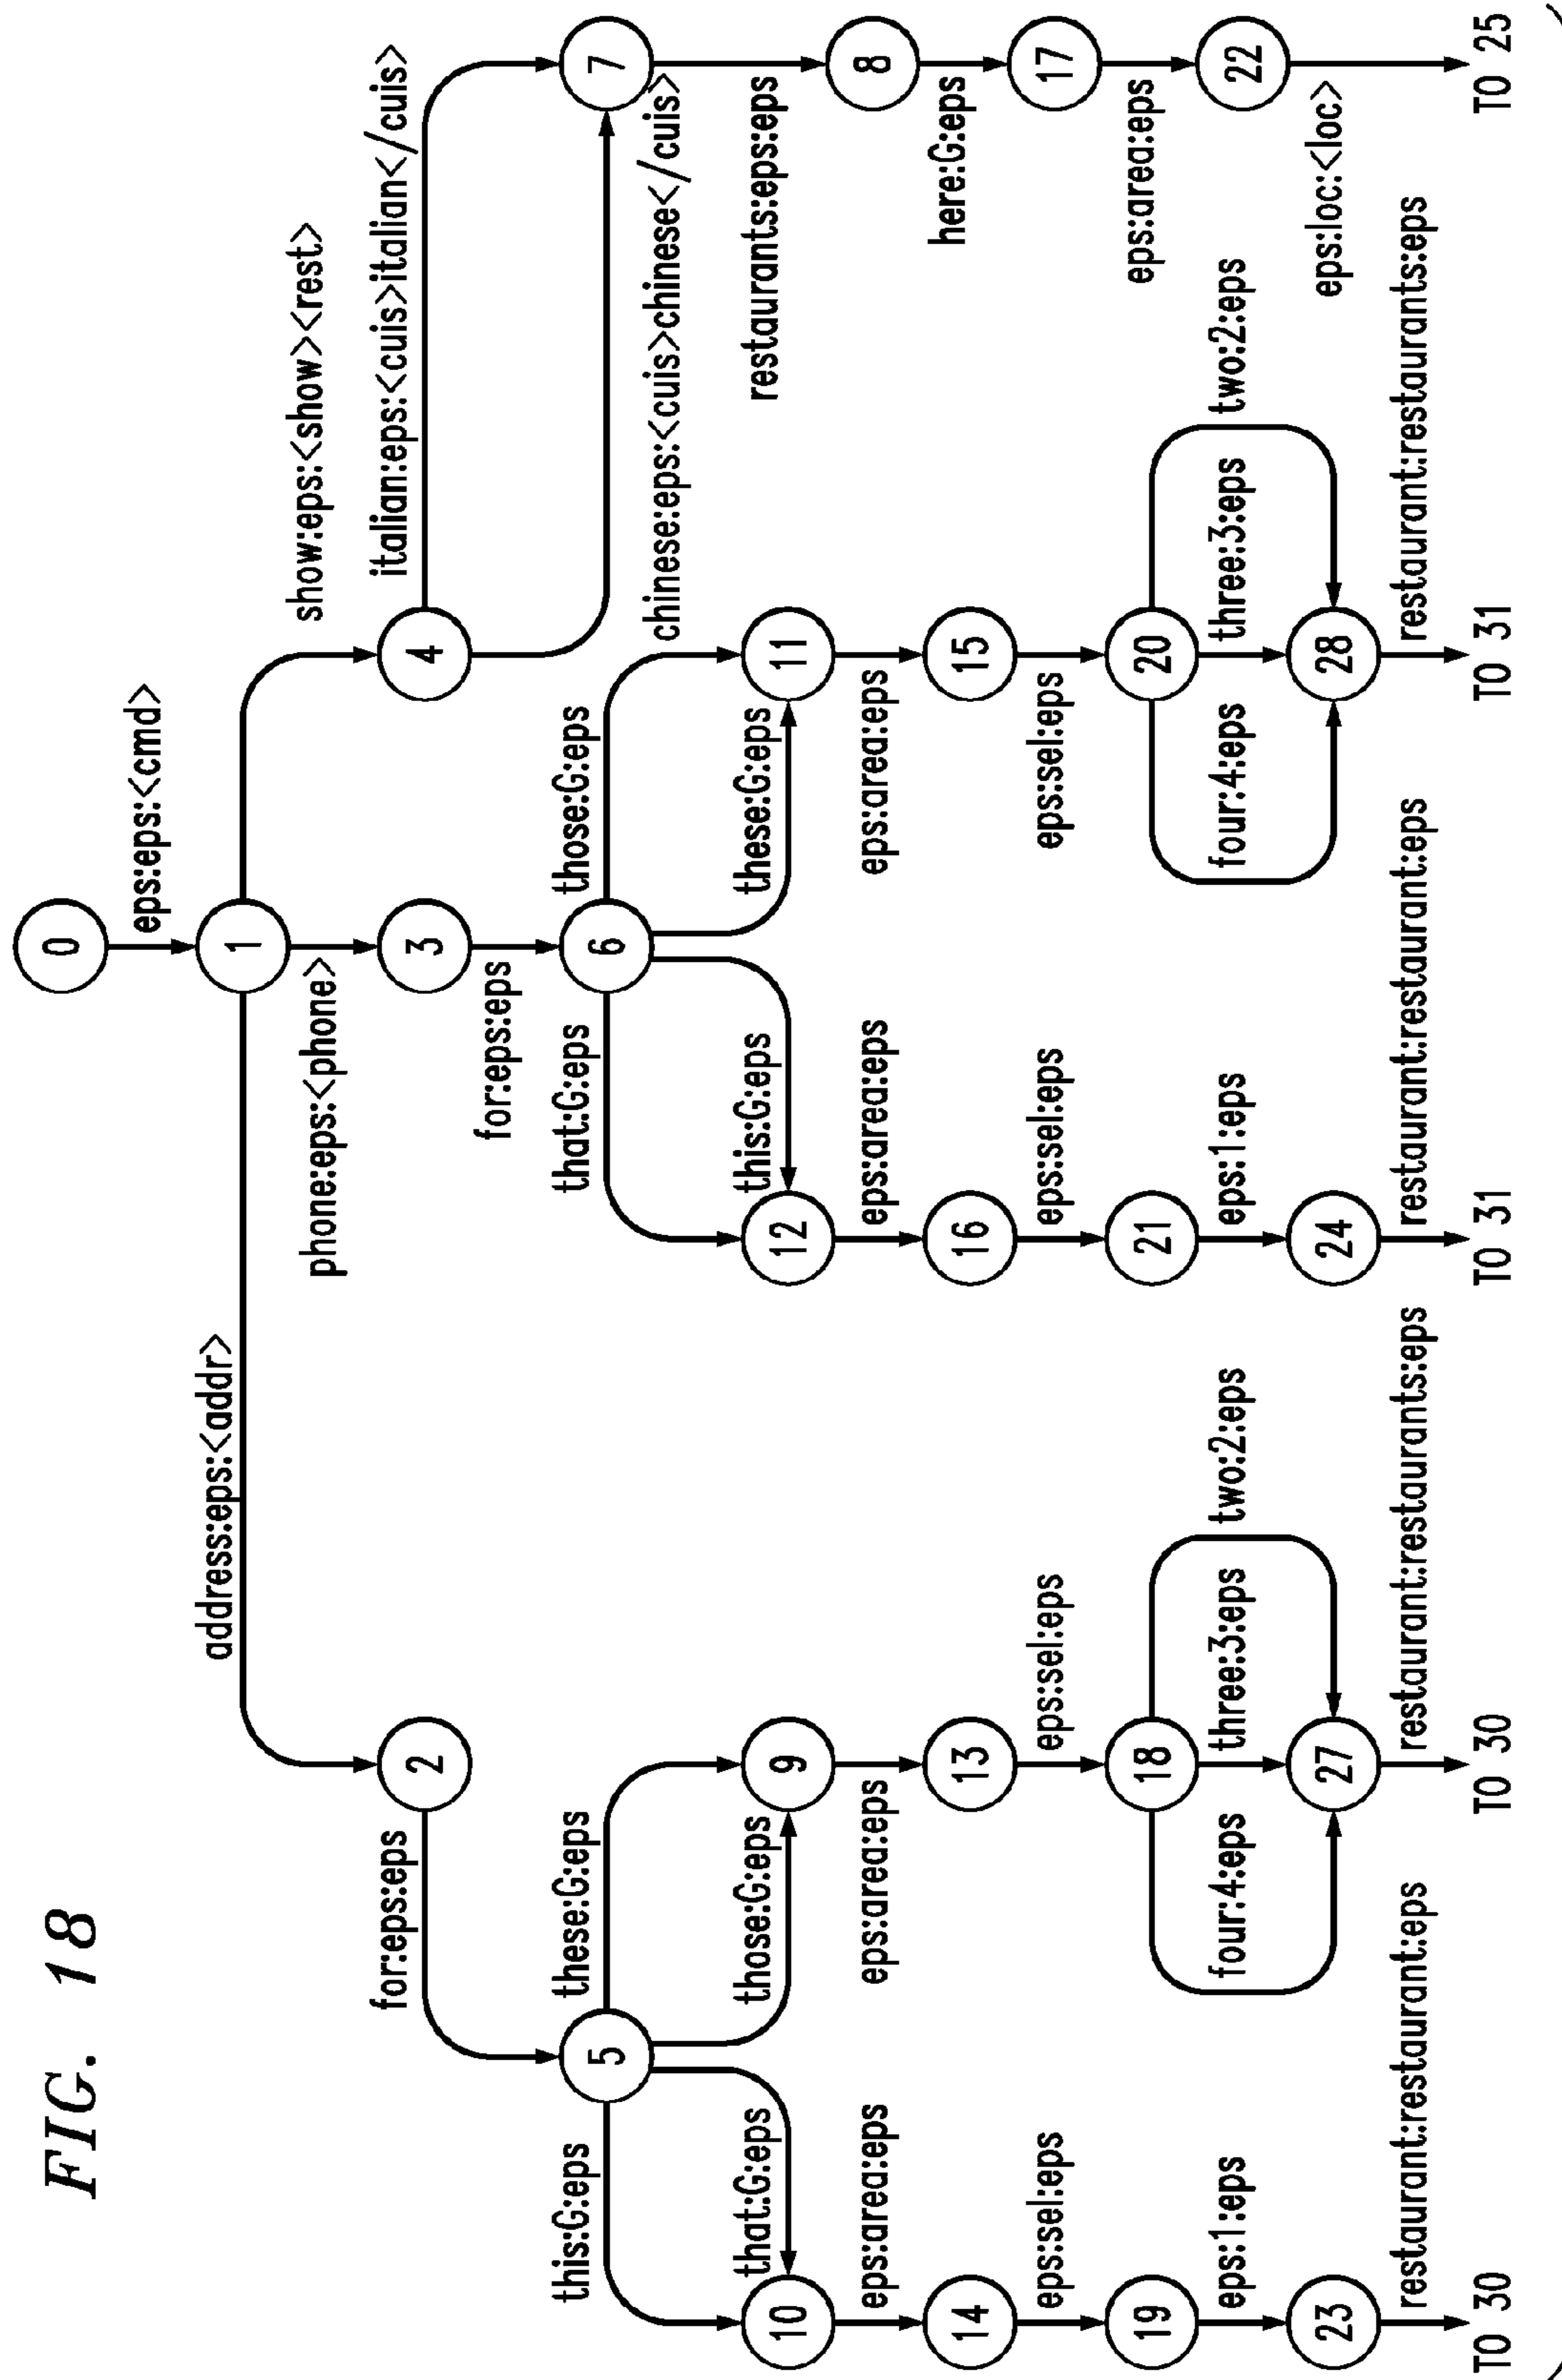 FIG. 18
0
eps:eps:<cmd>
address:eps:<addr>
1
phone:eps:<phone>
show:eps:<show><rest>
for:eps:eps
italian:eps:<cuis>italian</cuis>
2
3
4
for:eps:eps
this:G:eps
these:G:eps
that:G:eps
those:G:eps
5
6
7
chinese:eps:<cuis>chinese</cuis>
that:G:eps
those:G:eps
this:G:eps
these:G:eps
restaurants:eps:eps
10
9
12
11
8
eps:area:eps
eps:area:eps
eps:area:eps
eps:area:eps
here:G:eps
14
13
16
15
17
eps:sel:eps
eps:sel:eps
eps:sel:eps
eps:sel:eps
eps:area:eps
19
18
21
20
22
eps:1:eps
four:4:eps
three:3:eps
two:2:eps
eps:1:eps
four:4:eps
three:3:eps
two:2:eps
eps:loc:<loc>
23
27
24
28
restaurant:restaurant:eps
restaurant:restaurants:eps
restaurant:restaurant:eps
restaurant:restaurants:eps
TO 30
TO 30
TO 31
TO 31
TO 25